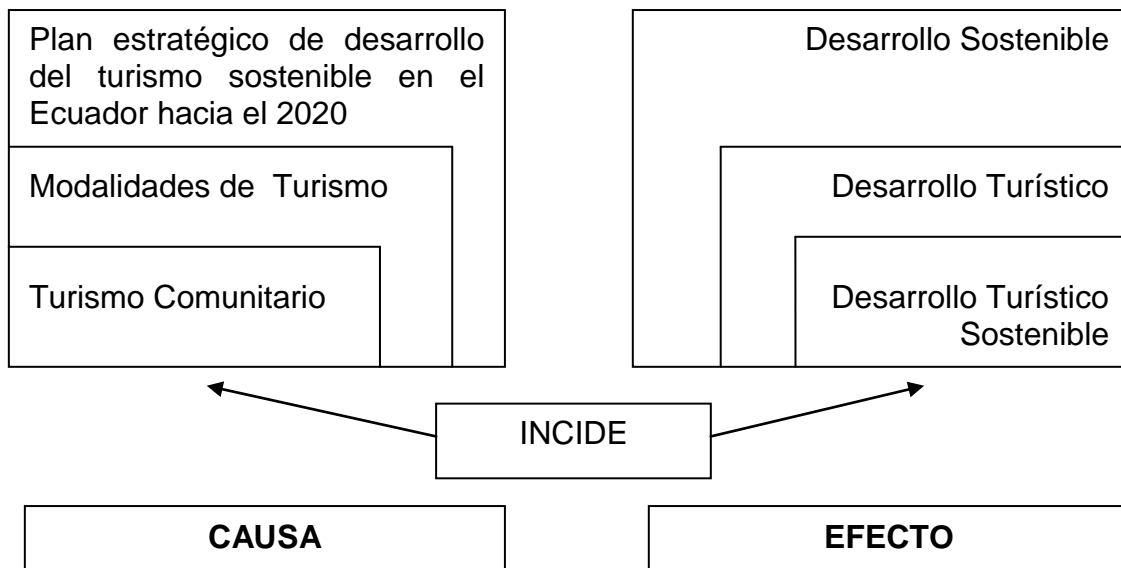 Plan estratégico de desarrollo
del turismo sostenible en el
Ecuador hacia el 2020
Modalidades de Turismo
Turismo Comunitario
Desarrollo Sostenible
Desarrollo Turístico
Desarrollo Turístico
Sostenible
INCIDE
CAUSA
EFECTO